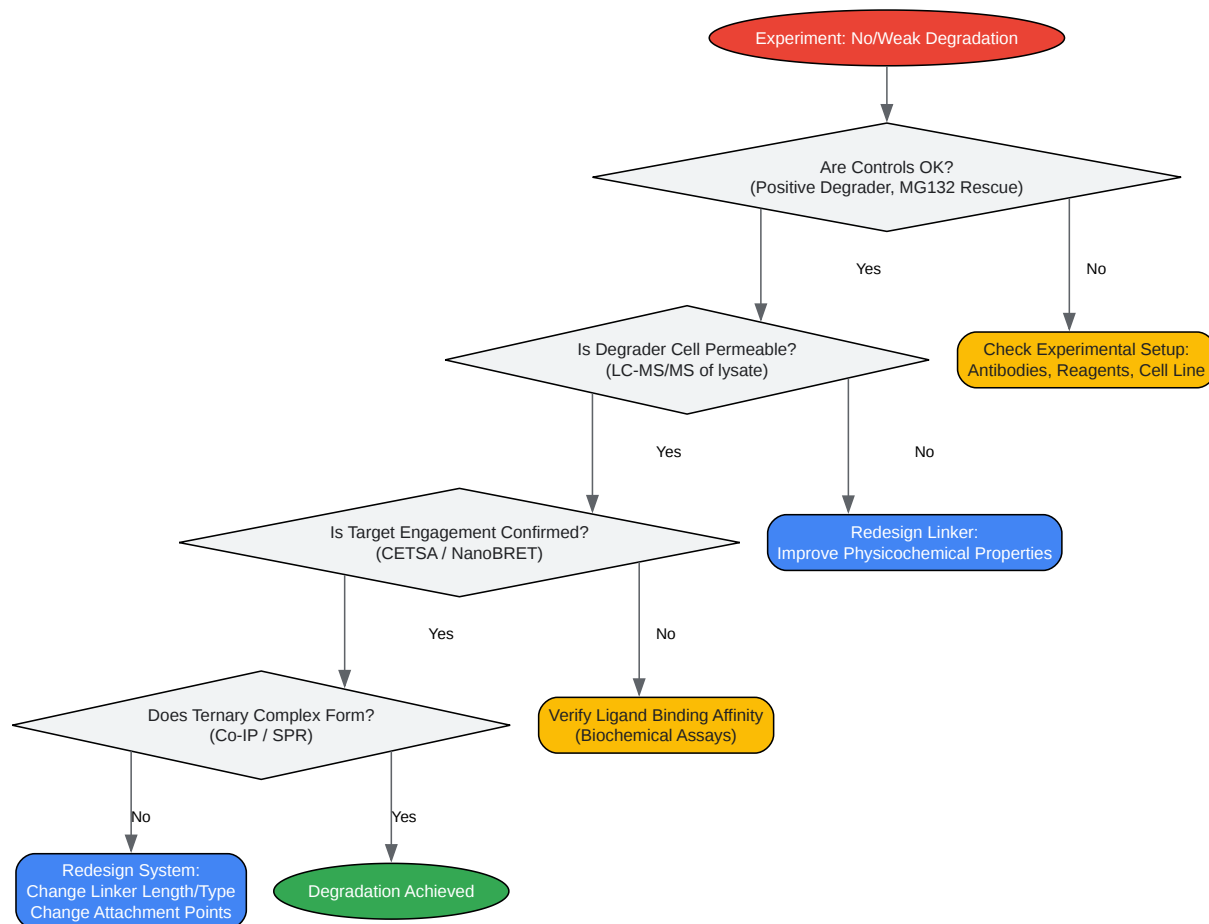 Experiment: No/Weak Degradation
Are Controls OK?
(Positive Degrader, MG132 Rescue)
Yes
No
Is Degrader Cell Permeable?
(LC-MS/MS of lysate)
Check Experimental Setup:
Antibodies, Reagents, Cell Line
Yes
No
Is Target Engagement Confirmed?
(CETSA / NanoBRET)
Redesign Linker:
Improve Physicochemical Properties
Yes
No
Does Ternary Complex Form?
(Co-IP / SPR)
Verify Ligand Binding Affinity
(Biochemical Assays)
No
Yes
Redesign System:
Change Linker Length/Type
Change Attachment Points
Degradation Achieved